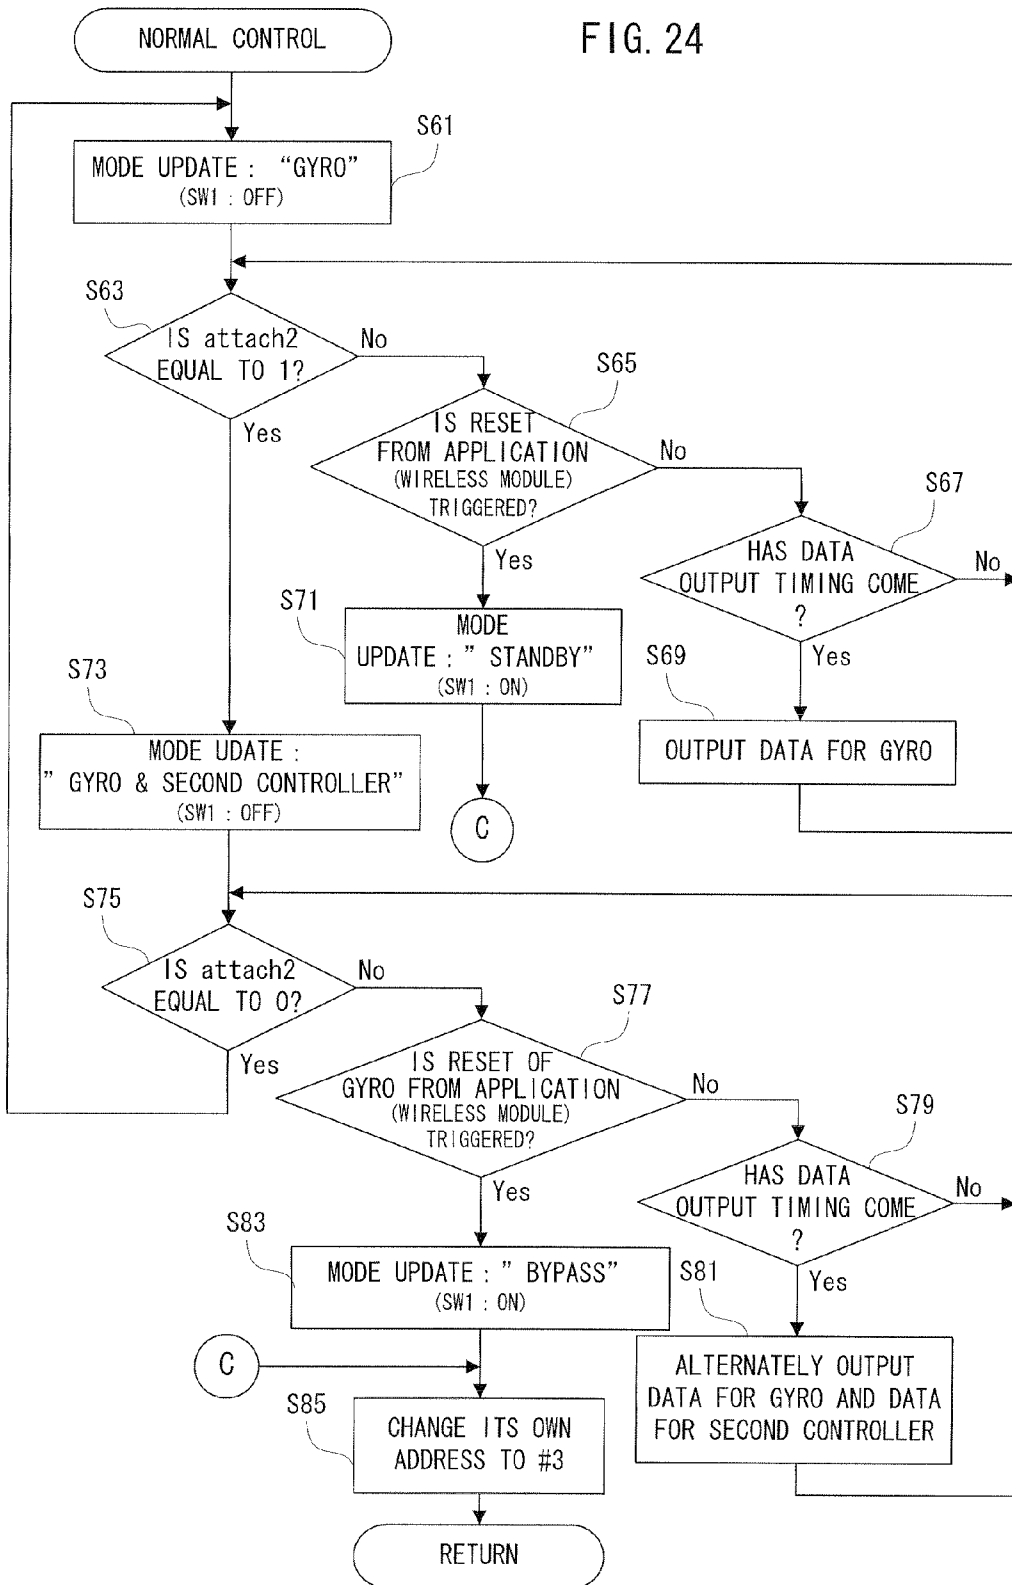 FIG. 24
NORMAL CONTROL
S61
MODE UPDATE : "GYRO"
(SW1 : OFF)
S63
IS attach2
EQUAL TO 1?
No
Yes
S65
IS RESET
FROM APPLICATION
(WIRELESS MODULE)
TRIGGERED?
No
Yes
S67
HAS DATA
OUTPUT TIMING COME
?
No
Yes
S71
MODE
UPDATE : " STANDBY"
(SW1 : ON)
S69
OUTPUT DATA FOR GYRO
S73
MODE UDATE :
" GYRO & SECOND CONTROLLER"
(SW1 : OFF)
C
S75
IS attach2
EQUAL TO 0?
No
Yes
S77
IS RESET OF
GYRO FROM APPLICATION
(WIRELESS MODULE)
TRIGGERED?
No
Yes
S79
HAS DATA
OUTPUT TIMING COME
?
No
Yes
S83
MODE UPDATE : " BYPASS"
(SW1 : ON)
S81
ALTERNATELY OUTPUT
DATA FOR GYRO AND DATA
FOR SECOND CONTROLLER
C
S85
CHANGE ITS OWN
ADDRESS TO #3
RETURN